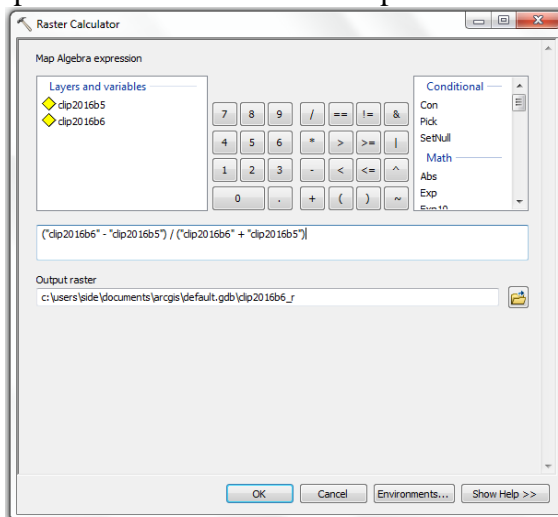 Raster Calculator
Map Algebra expression
Layers and variables
clip2016b5
clip2016b6
7 8 9 / == != &
4 5 6 * > >= |
1 2 3 - < <= ^
0 . + ( ) ~
Conditional
Con
Pick
SetNull
Math
Abs
Exp
Exp10
("clip2016b6" - "clip2016b5") / ("clip2016b6" + "clip2016b5")
Output raster
c:\users\side\documents\arcgis\default.gdb\clip2016b6_r
OK Cancel Environments... Show Help >>